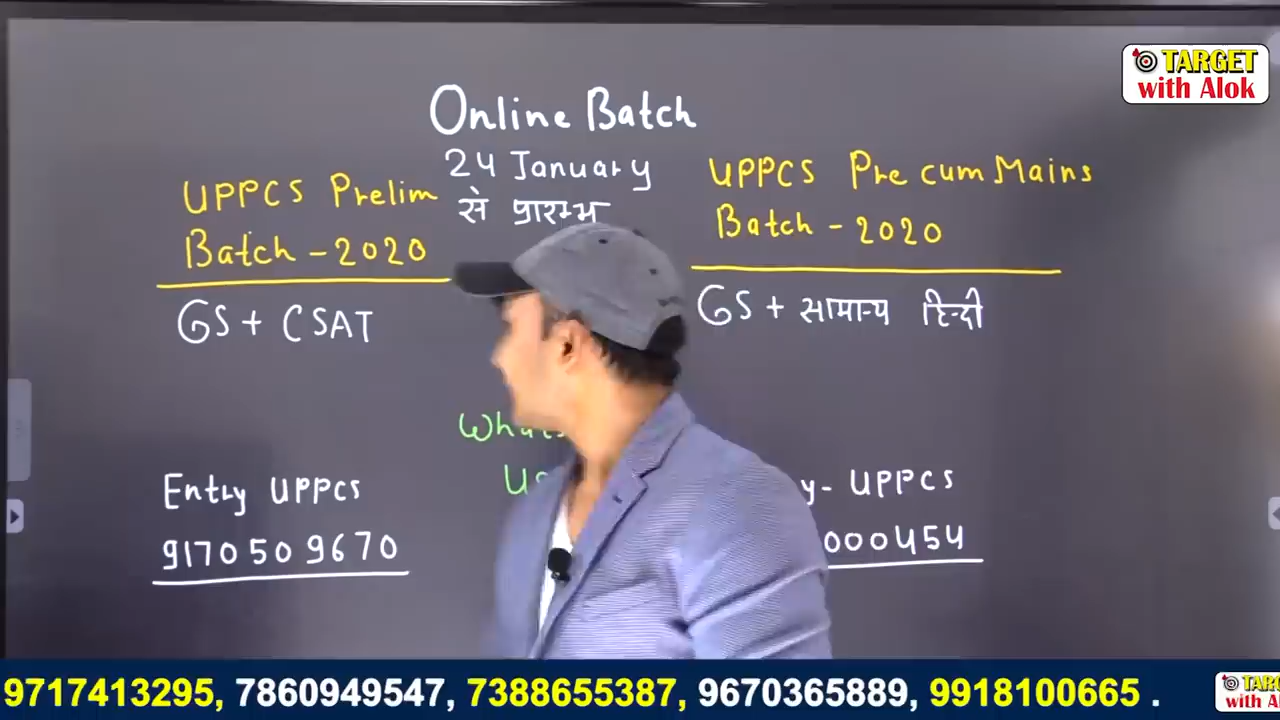 TARGET
with Alok
Online Batch
24 January
से प्रारम्भ
UPPCS Prelim
Batch - 2020
GS + CSAT
UPPCS Pre cum Mains
Batch - 2020
GS + सामान्य हिन्दी
Entry UPPCS
9170509670
UPPCS
000454
9717413295, 7860949547, 7388655387, 9670365889, 9918100665 .
with